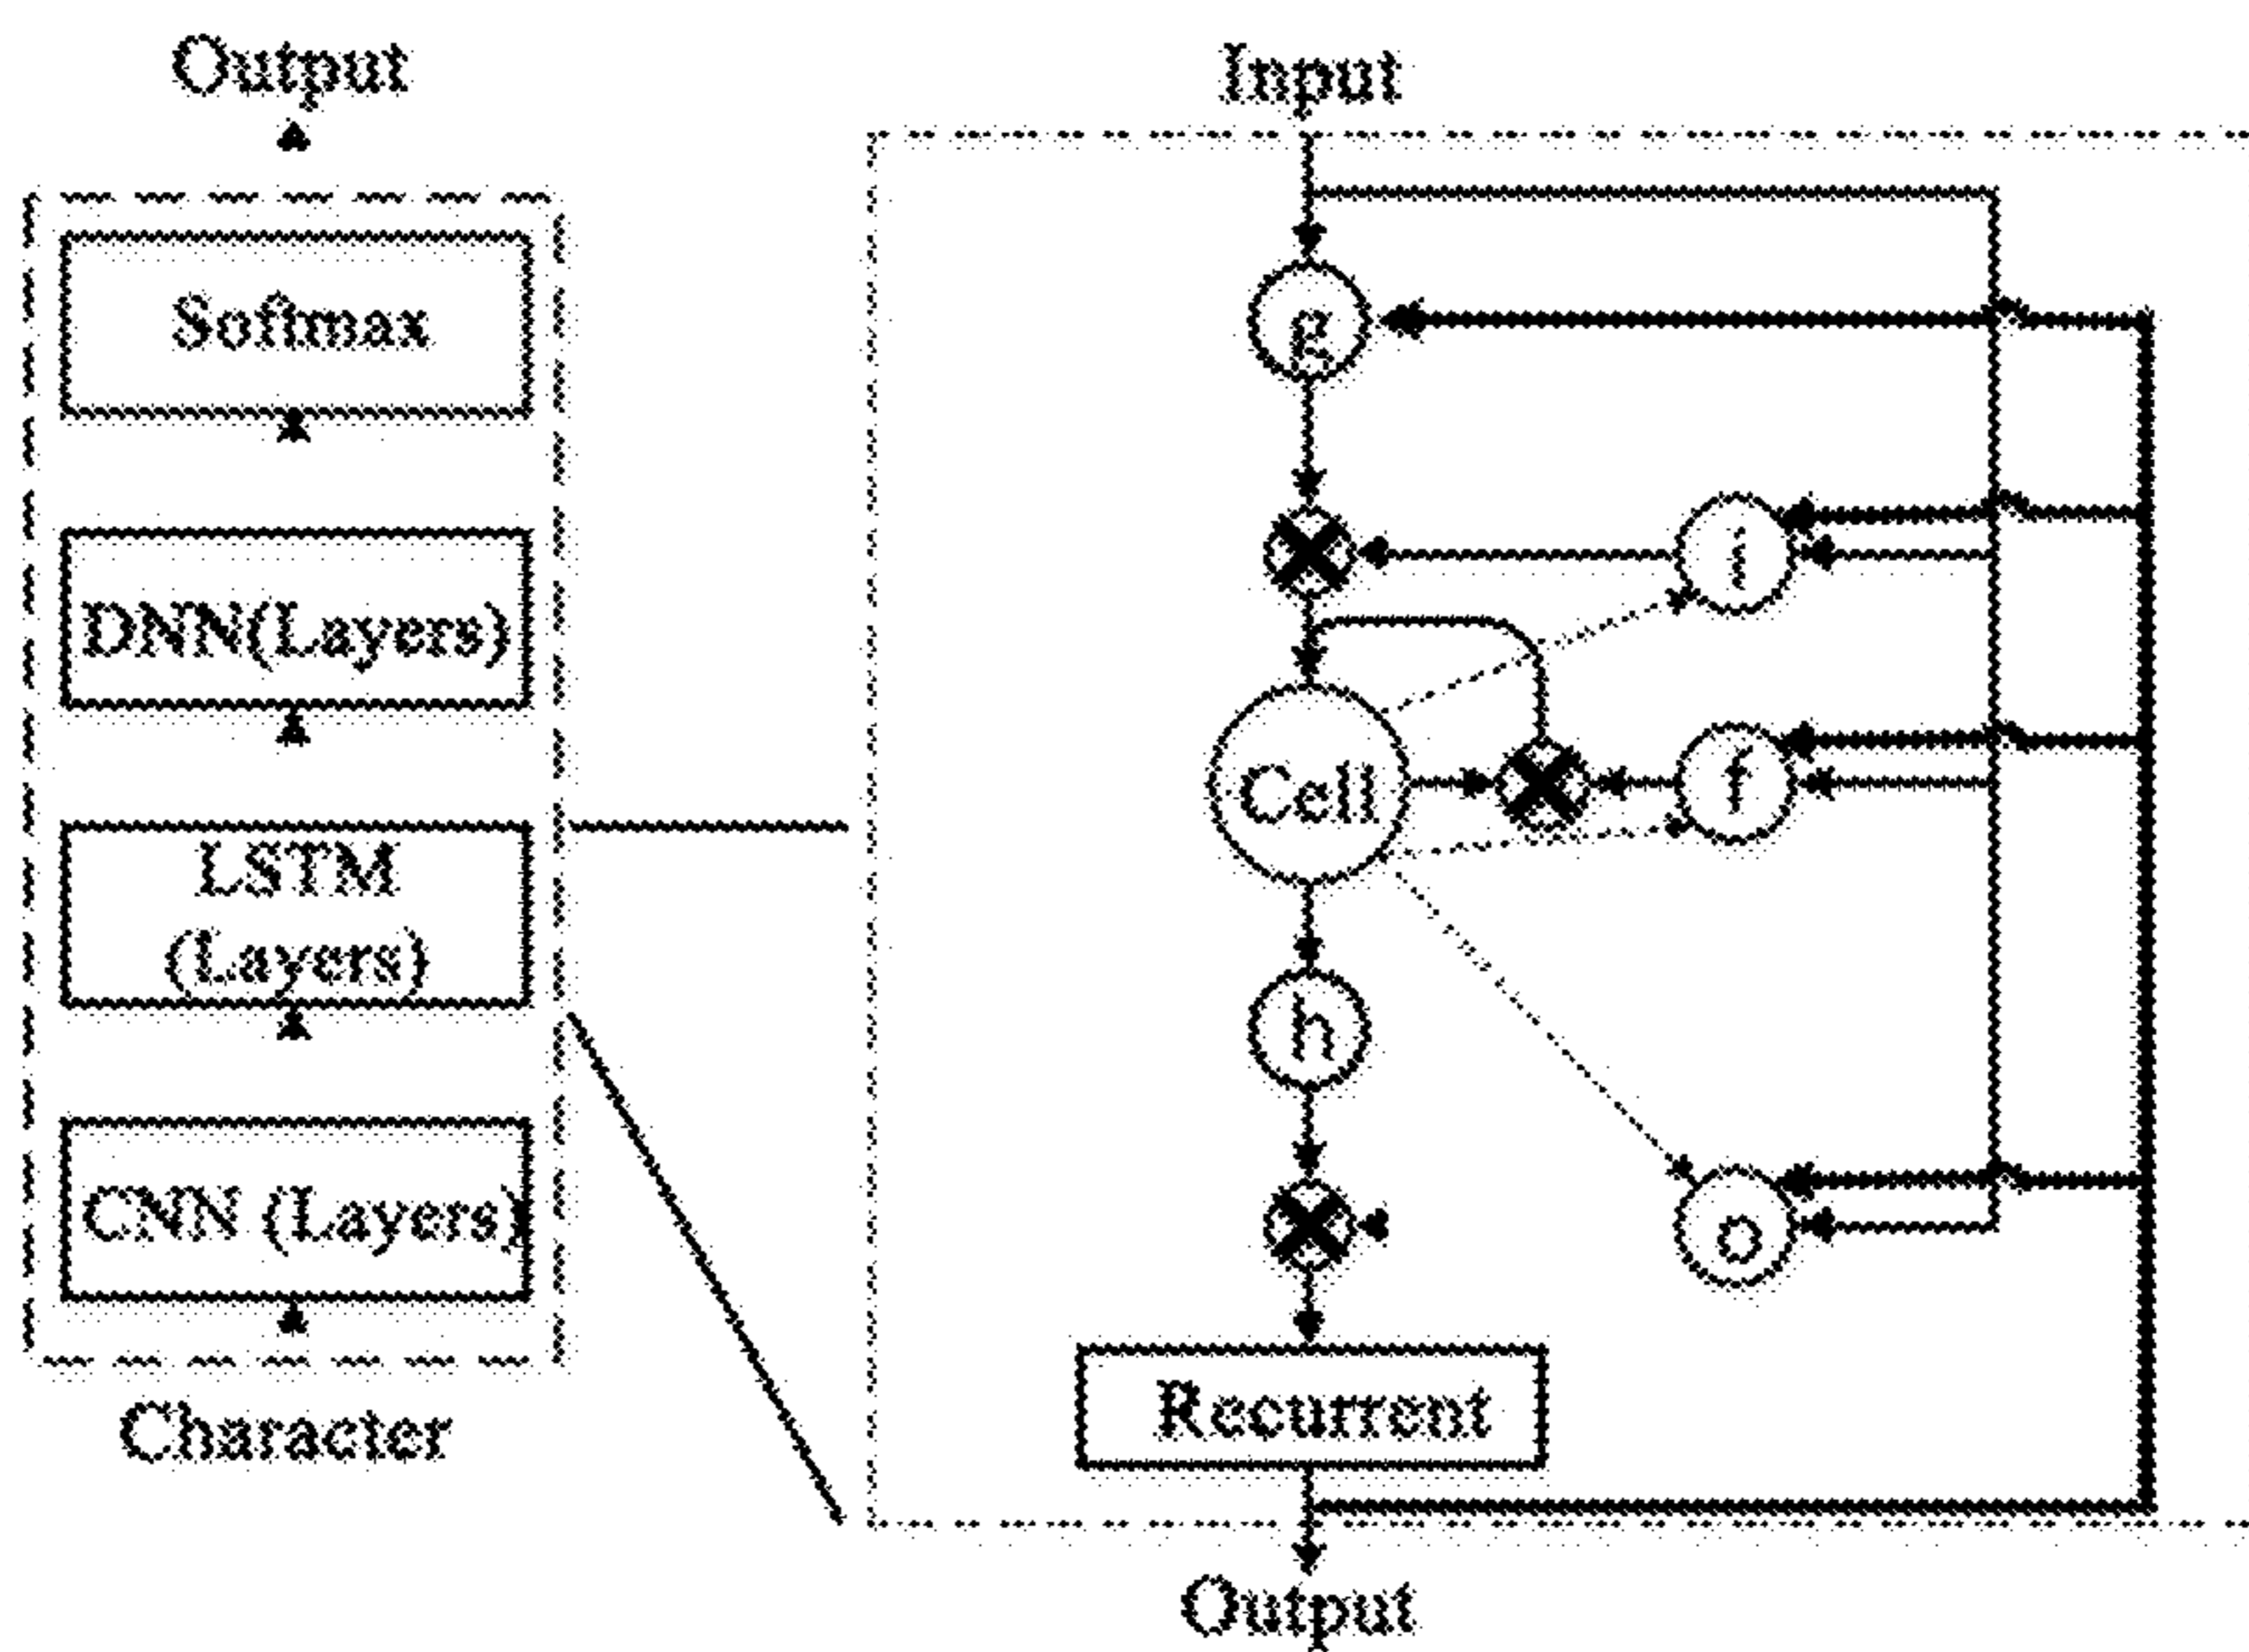 Output
Softmax
DNN(Layers)
LSTM
(Layers)
CNN (Layers)
Character
Input
g
i
Cell
f
h
o
Recurrent
Output